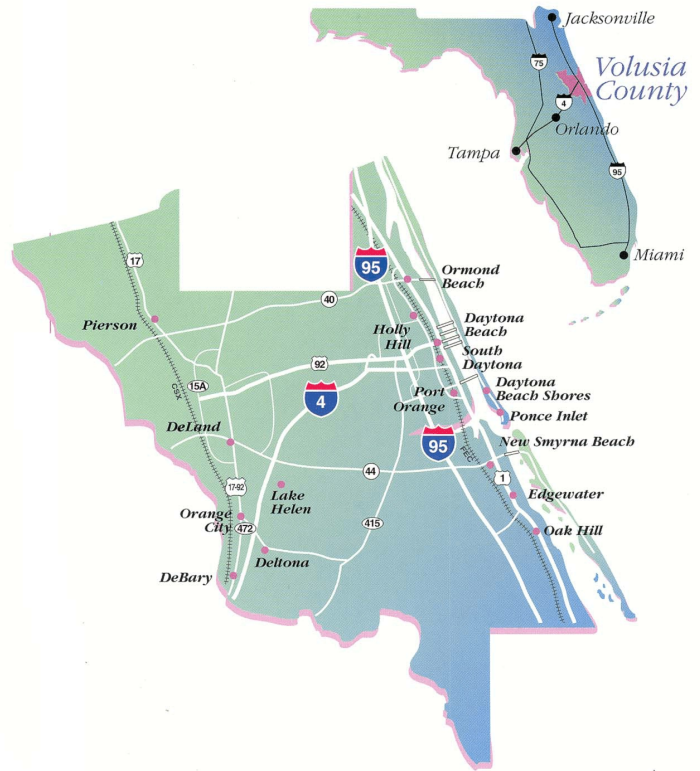 Jacksonville
75
Volusia
County
4
Orlando
Tampa
95
Miami
17
95
Ormond
Beach
40
Pierson
Holly
Hill
Daytona
Beach
South
Daytona
92
15A
CSX
4
Port
Orange
Daytona
Beach Shores
Ponce Inlet
DeLand
95
New Smyrna Beach
FEC
44
1
17-92
Lake
Helen
Edgewater
Orange
City
472
415
Oak Hill
Deltona
DeBary